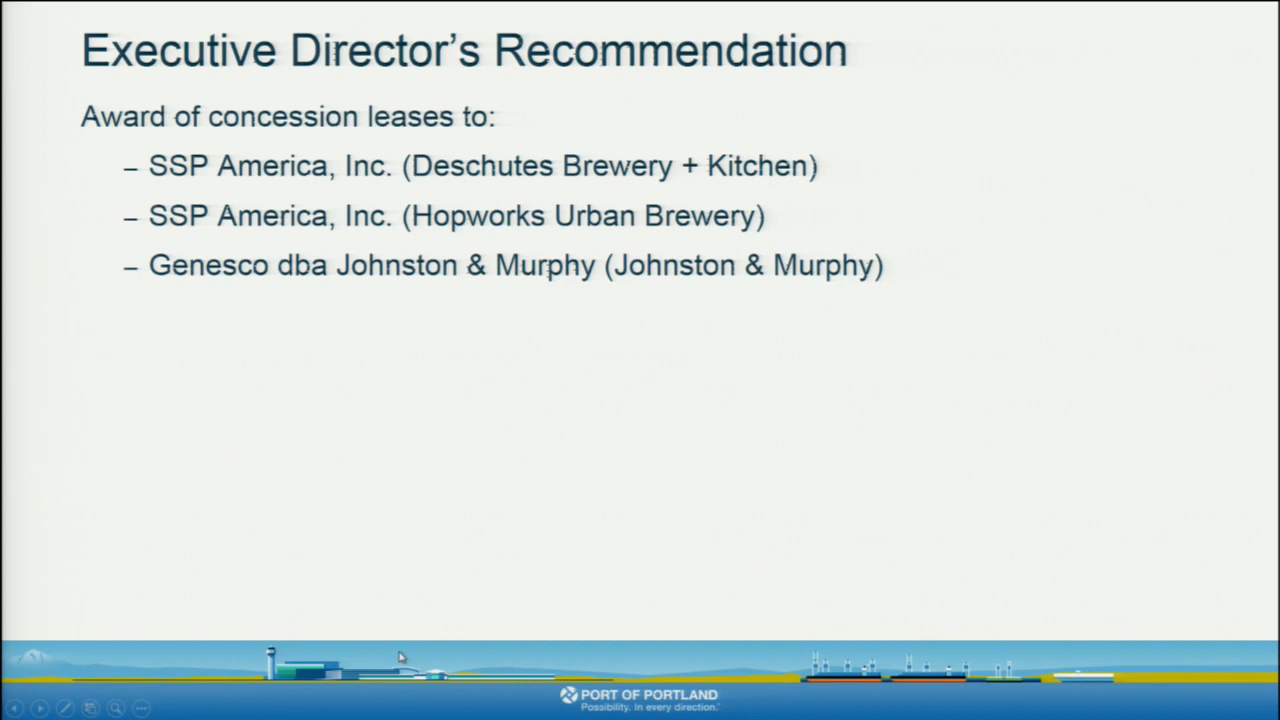 Executive Director’s Recommendation
Award of concession leases to:
– SSP America, Inc. (Deschutes Brewery + Kitchen)
– SSP America, Inc. (Hopworks Urban Brewery)
– Genesco dba Johnston & Murphy (Johnston & Murphy)
PORT OF PORTLAND
Possibility. In every direction.